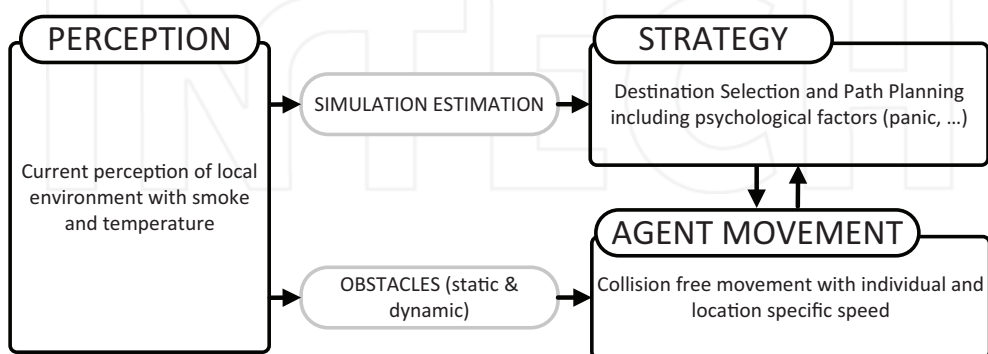 INTECH
PERCEPTION
Current perception of local
environment with smoke
and temperature
SIMULATION ESTIMATION
OBSTACLES (static &
dynamic)
STRATEGY
Destination Selection and Path Planning
including psychological factors (panic, ...)
AGENT MOVEMENT
Collision free movement with individual and
location specific speed